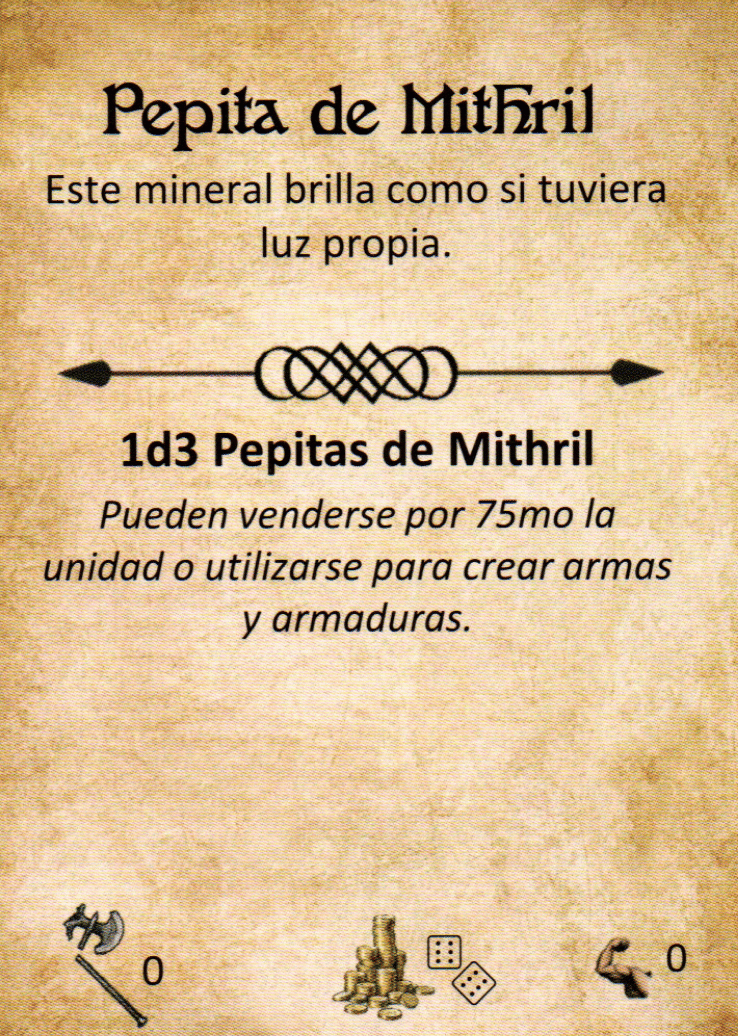 Pepita de Mithril
Este mineral brilla como si tuviera
luz propia.
1d3 Pepitas de Mithril
Pueden venderse por 75mo la
unidad o utilizarse para crear armas
y armaduras.
0
0